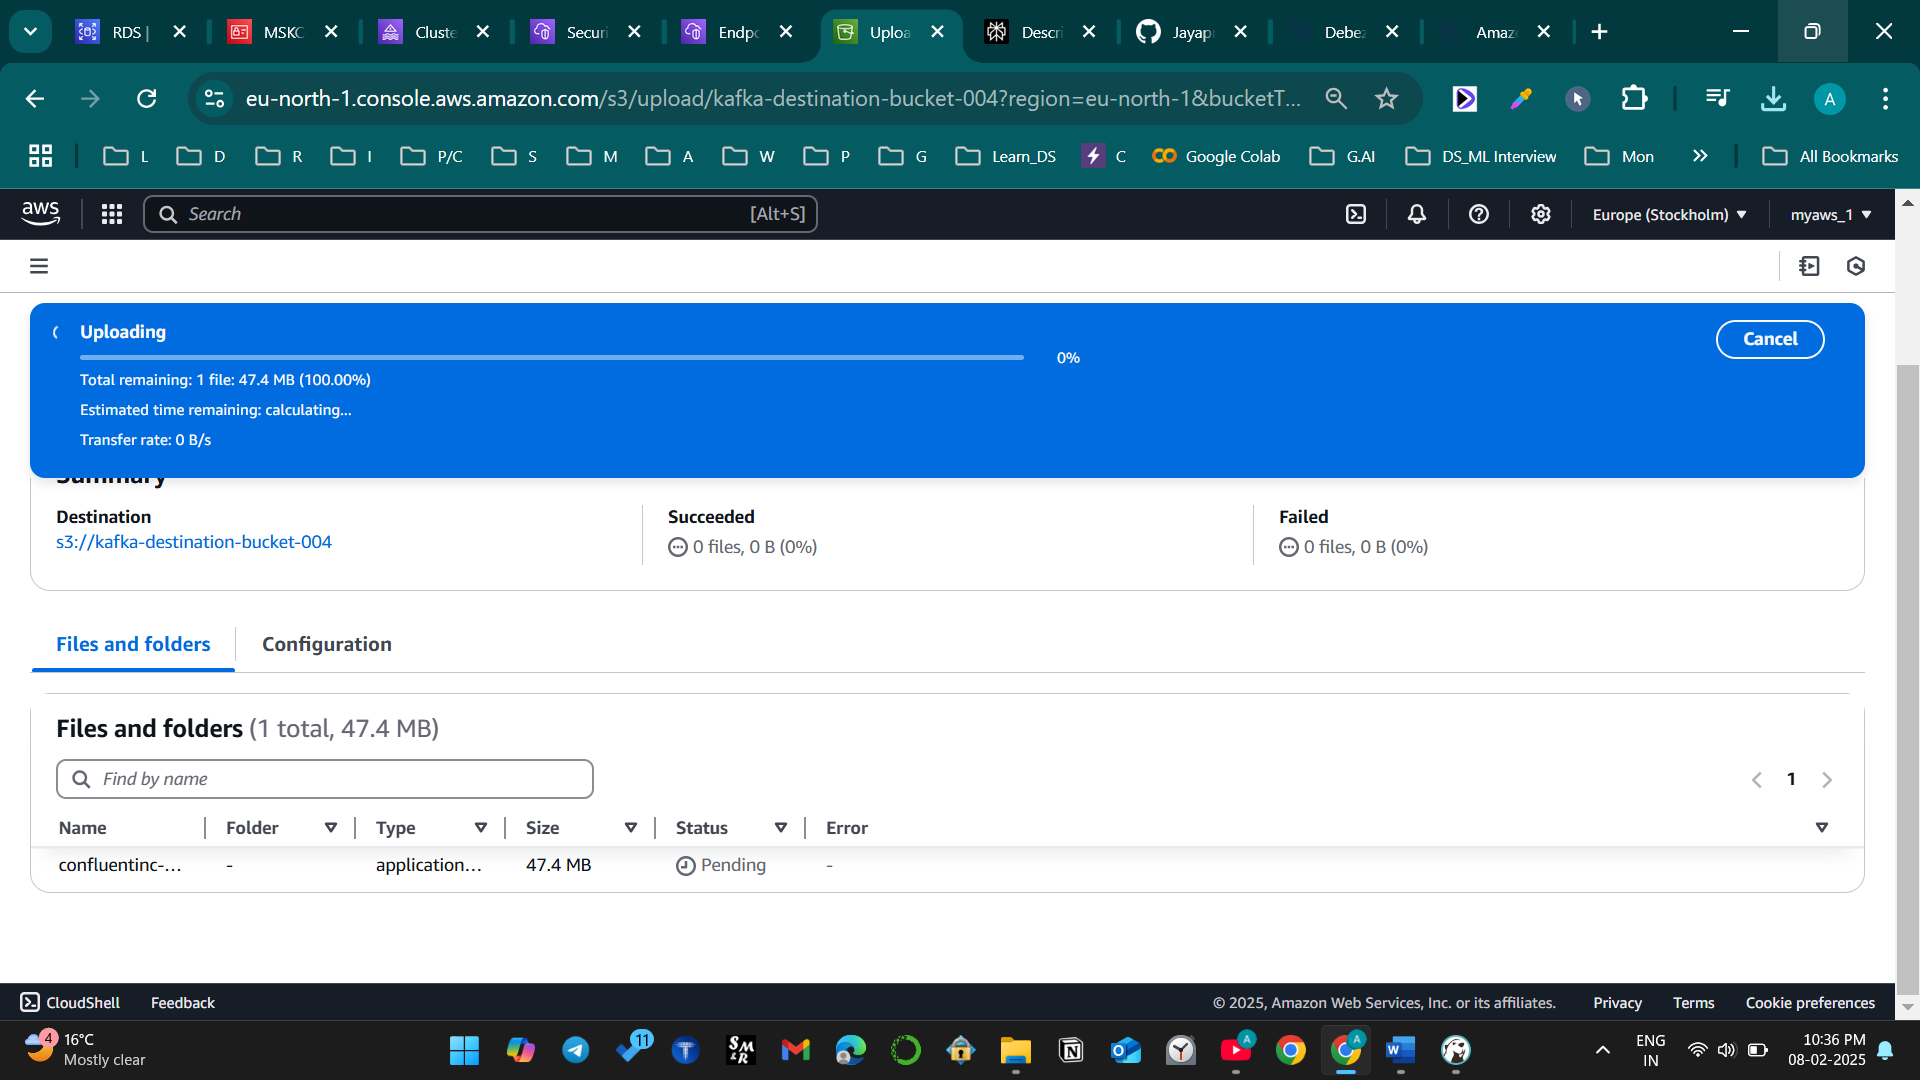 RDS |
MSKC
Cluste
Securi
Endpo
Uploa
Descri
Jayapr
Debez
Amaz
eu-north-1.console.aws.amazon.com/s3/upload/kafka-destination-bucket-004?region=eu-north-1&bucketT...
A
L
D
R
I
P/C
S
M
A
W
P
G
Learn_DS
C
Google Colab
G.AI
DS_ML Interview
Mon
All Bookmarks
aws
Search
[Alt+S]
Europe (Stockholm)
myaws_1
Uploading
Cancel
0%
Total remaining: 1 file: 47.4 MB (100.00%)
Estimated time remaining: calculating...
Transfer rate: 0 B/s
Summary
Destination
s3://kafka-destination-bucket-004
Succeeded
0 files, 0 B (0%)
Failed
0 files, 0 B (0%)
Files and folders
Configuration
Files and folders (1 total, 47.4 MB)
Find by name
1
Name
Folder
Type
Size
Status
Error
confluentinc-...
-
application...
47.4 MB
Pending
-
CloudShell
Feedback
© 2025, Amazon Web Services, Inc. or its affiliates.
Privacy
Terms
Cookie preferences
4
16°C
Mostly clear
11
SM
&R
A
A
ENG
IN
10:36 PM
08-02-2025